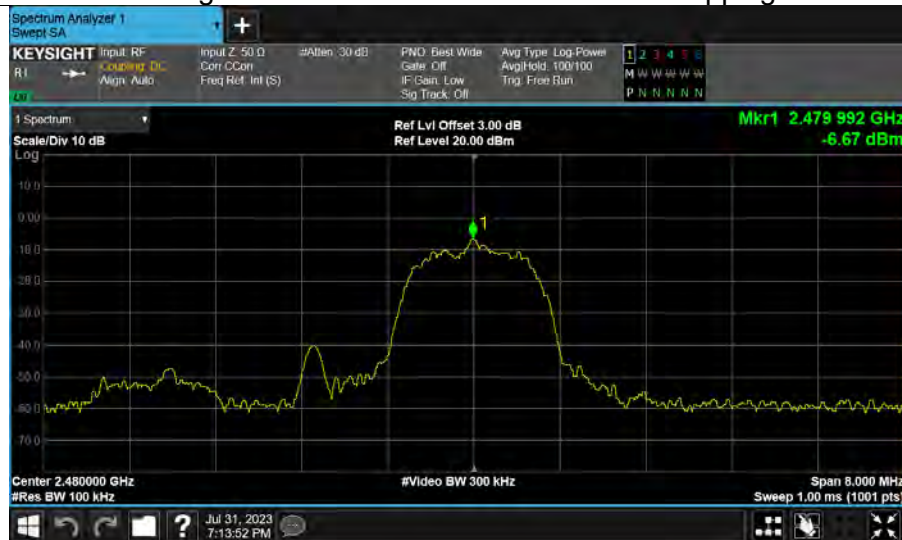 Spectrum Analyzer 1
Swept SA
+
KEYSIGHT Input: RF Input Z: 50 Ω #Atten: 30 dB PNO: Best Wide Avg Type: Log-Power 1 2 3 4 5 6
Coupling: DC Corr CCorr Gate: Off Avg|Hold: 100/100 M W W W W W
Align: Auto Freq Ref: Int (S) IF Gain: Low Trig: Free Run
Sig Track: Off P N N N N N
1 Spectrum Ref Lvl Offset 3.00 dB Mkr1 2.479 992 GHz
Scale/Div 10 dB Ref Level 20.00 dBm -6.67 dBm
Log
10.0
0.00
-10.0
-20.0
-30.0
-40.0
-50.0
-60.0
-70.0
1
Center 2.480000 GHz #Video BW 300 kHz Span 8.000 MHz
#Res BW 100 kHz Sweep 1.00 ms (1001 pts)
? Jul 31, 2023
7:13:52 PM